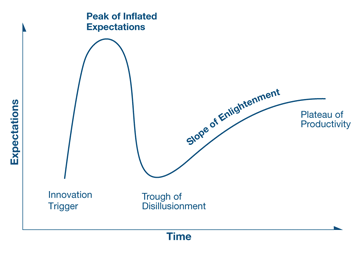 Peak of Inflated
Expectations
Slope of Enlightenment
Plateau of
Productivity
Innovation
Trigger
Trough of
Disillusionment
Expectations
Time